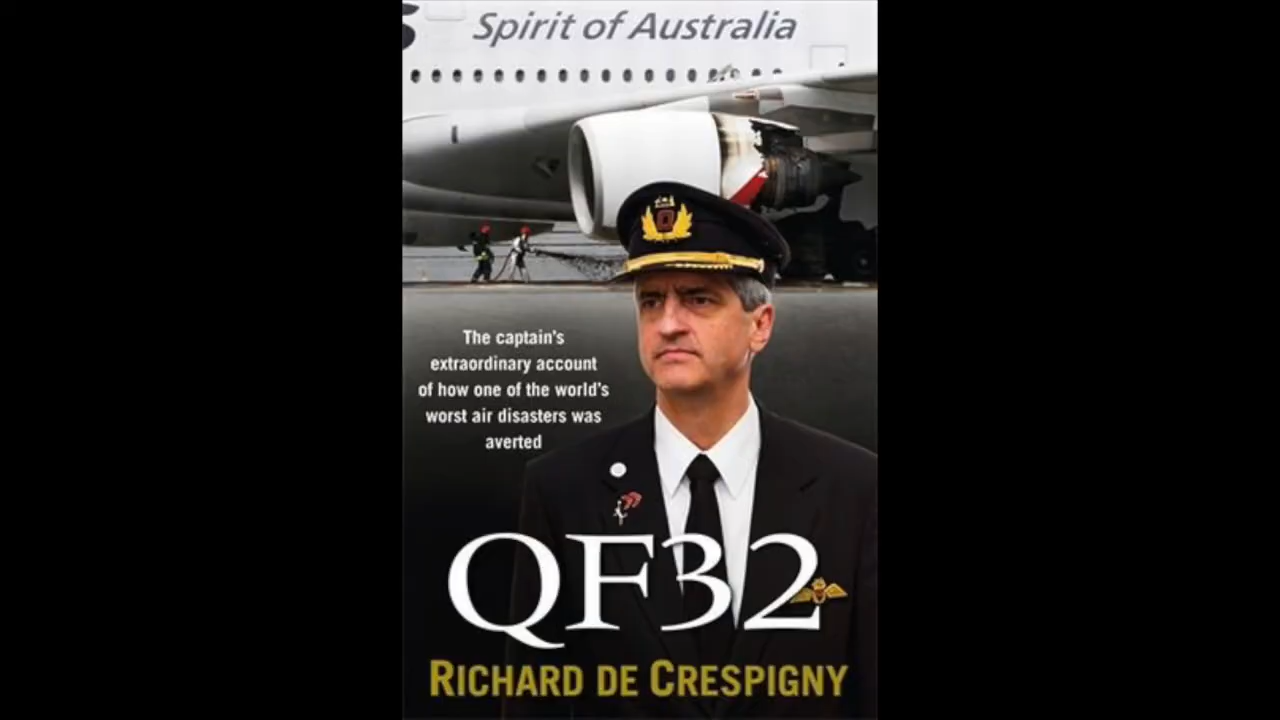 Spirit of Australia
The captain's
extraordinary account
of how one of the world's
worst air disasters was
averted
QF32
RICHARD DE CRESPIGNY